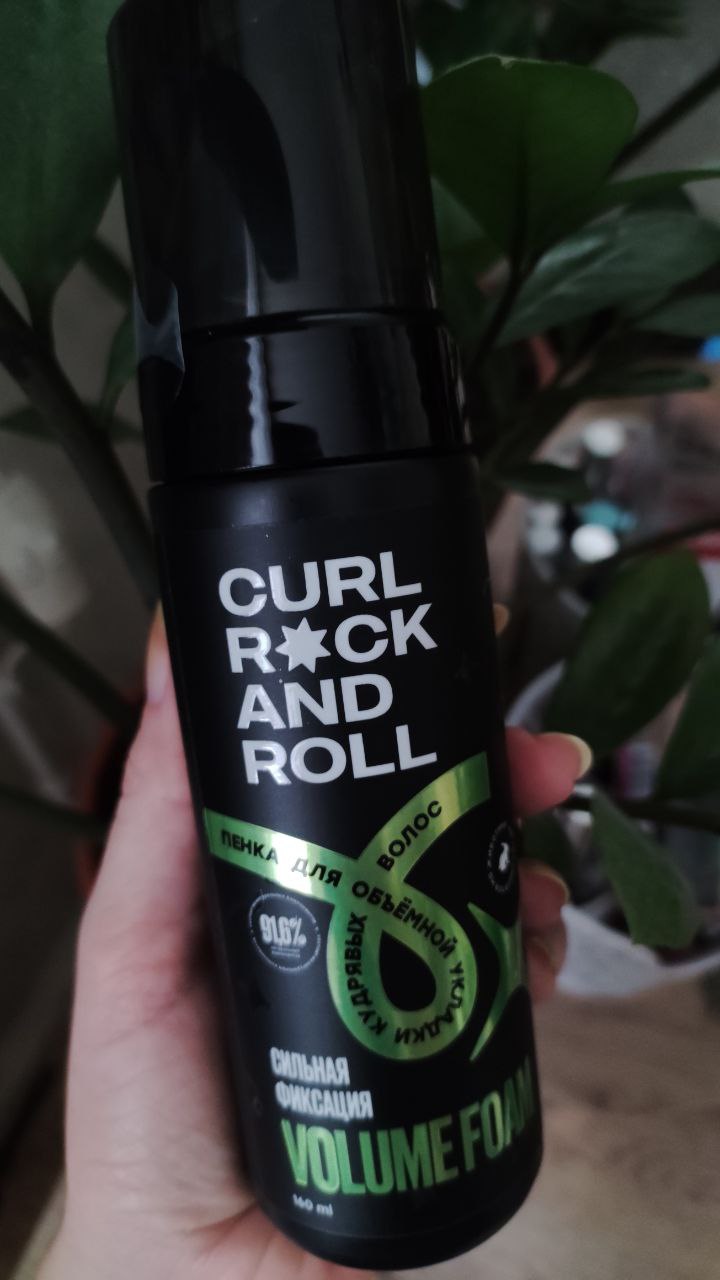 CURL
R✶CK
AND
ROLL
ПЕНКА ДЛЯ ОБЪЁМНОЙ УКЛАДКИ КУДРЯВЫХ ВОЛОС
91,6%
СИЛЬНАЯ
ФИКСАЦИЯ
VOLUME FOAM
160 ml